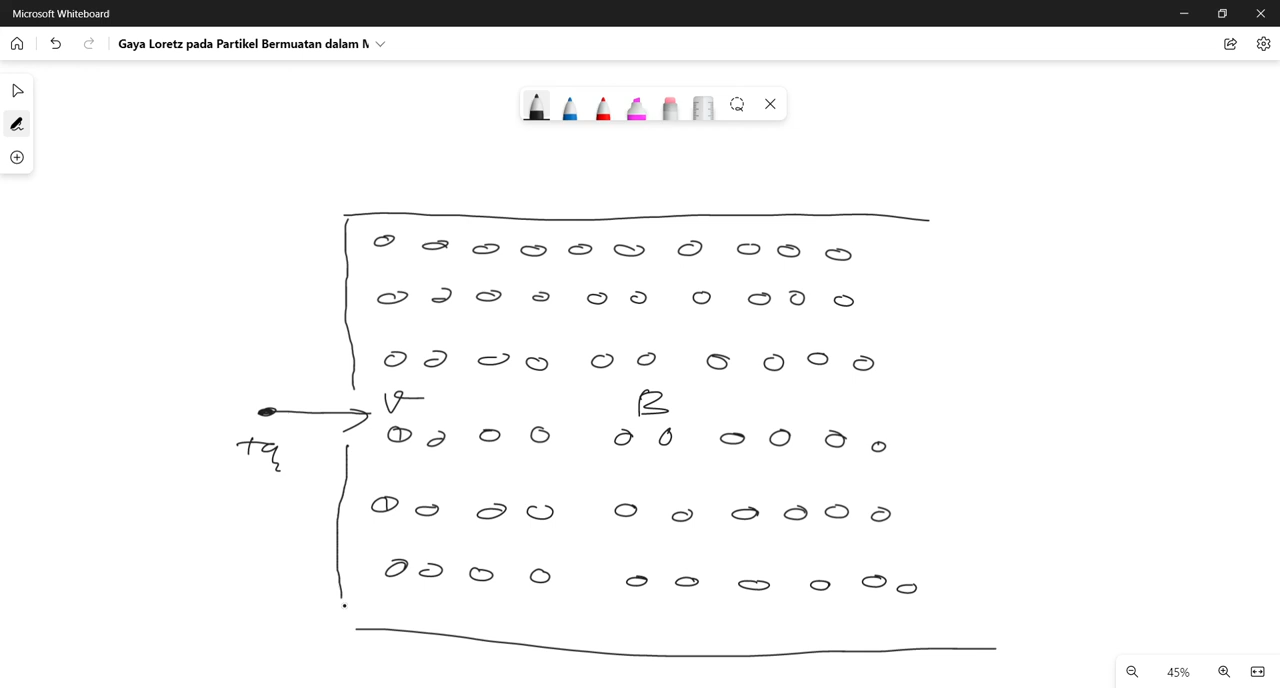 Microsoft Whiteboard
Gaya Loretz pada Partikel Bermuatan dalam M
V
B
+q
45%